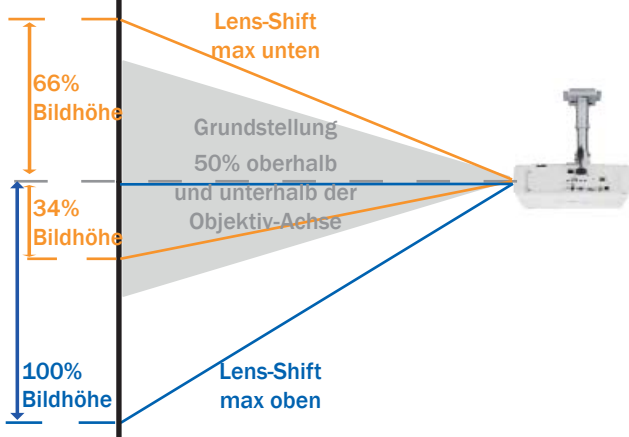 Lens-Shift
max unten
66%
Bildhöhe
Grundstellung
50% oberhalb
und unterhalb der
Objektiv-Achse
34%
Bildhöhe
100%
Bildhöhe
Lens-Shift
max oben